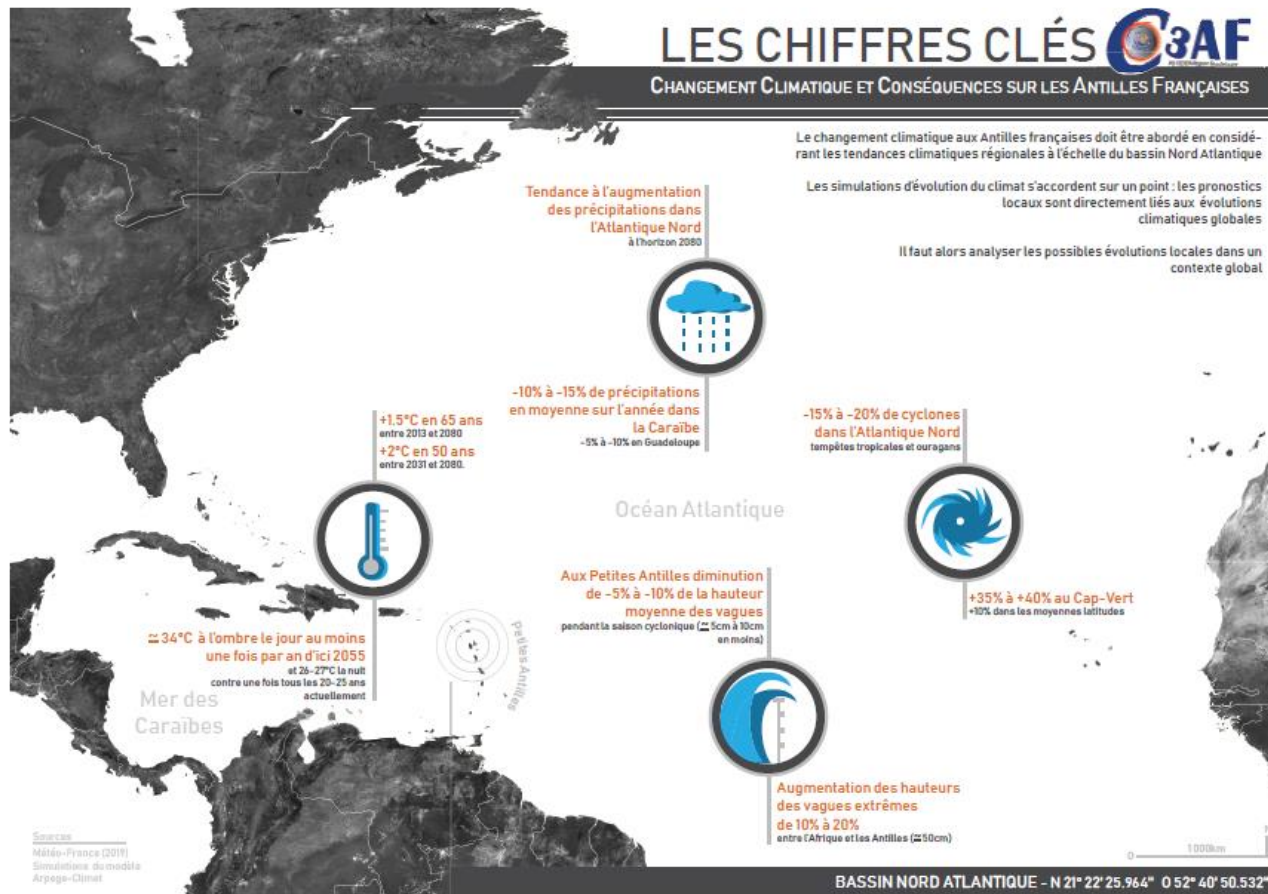 LES CHIFFRES CLÉS C3AF
CHANGEMENT CLIMATIQUE ET CONSÉQUENCES SUR LES ANTILLES FRANÇAISES
Le changement climatique aux Antilles françaises doit être abordé en considé-
rant les tendances climatiques régionales à l'échelle du bassin Nord Atlantique
Les simulations d'évolution du climat s'accordent sur un point : les pronostics
locaux sont directement liés aux évolutions
climatiques globales
Il faut alors analyser les possibles évolutions locales dans un
contexte global
Tendance à l'augmentation
des précipitations dans
l'Atlantique Nord
à l'horizon 2080
-10% à -15% de précipitations
en moyenne sur l'année dans
la Caraïbe
-5% à -10% en Guadeloupe
+1.5°C en 65 ans
entre 2013 et 2080
+2°C en 50 ans
entre 2031 et 2080.
≃ 34°C à l'ombre le jour au moins
une fois par an d'ici 2055
et 26-27°C la nuit
contre une fois tous les 20-25 ans
actuellement
-15% à -20% de cyclones
dans l'Atlantique Nord
tempêtes tropicales et ouragans
+35% à +40% au Cap-Vert
+10% dans les moyennes latitudes
Océan Atlantique
Aux Petites Antilles diminution
de -5% à -10% de la hauteur
moyenne des vagues
pendant la saison cyclonique (≃ 5cm à 10cm
en moins)
Augmentation des hauteurs
des vagues extrêmes
de 10% à 20%
entre l'Afrique et les Antilles (≃50cm)
Petites Antilles
Mer des
Caraïbes
Sources
Météo-France (2019)
Simulations du modèle
Arpege-Climat
0 1000km
N
BASSIN NORD ATLANTIQUE - N 21° 22' 25.964" O 52° 40' 50.532"